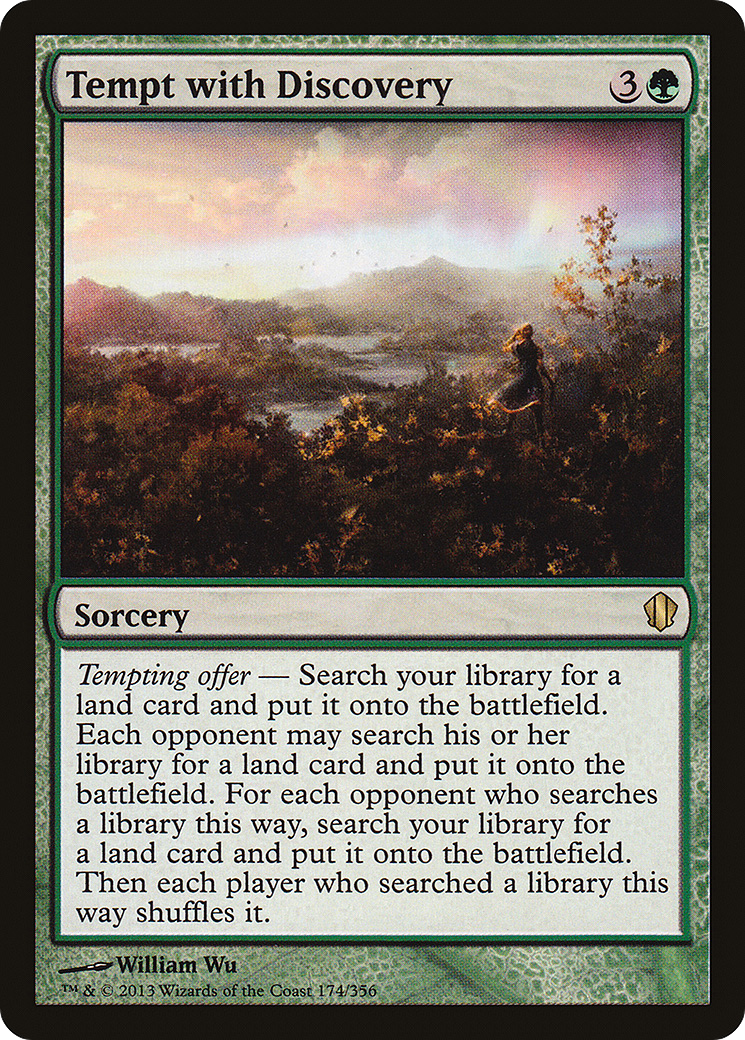 Tempt with Discovery 3
Sorcery
Tempting offer — Search your library for a
land card and put it onto the battlefield.
Each opponent may search his or her
library for a land card and put it onto the
battlefield. For each opponent who searches
a library this way, search your library for
a land card and put it onto the battlefield.
Then each player who searched a library this
way shuffles it.
William Wu
™ & © 2013 Wizards of the Coast 174/356